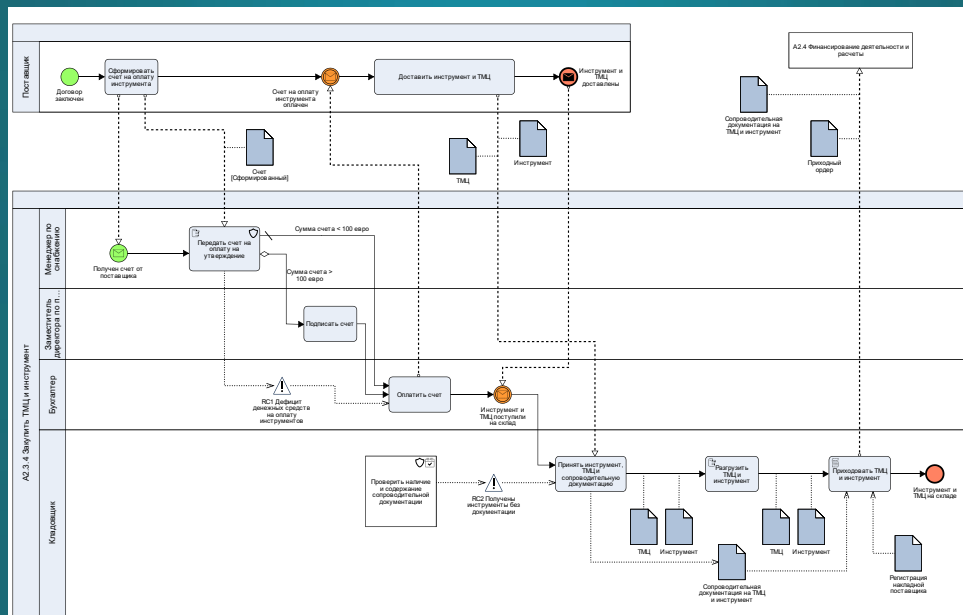 Поставщик
Договор
заключен
Сформировать
счет на оплату
инструмента
Счет на оплату
инструмента
оплачен
Доставить инструмент и ТМЦ
Инструмент и
ТМЦ
доставлены
А2.4 Финансирование деятельности и
расчеты
Сопроводительная
документация на
ТМЦ и инструмент
Приходный
ордер
Счет
[Сформированный]
ТМЦ
Инструмент
А2.3.4 Закупить ТМЦ и инструмент
Менеджер по
снабжению
Получен счет от
поставщика
Передать счет на
оплату на
утверждение
Сумма счета < 100 евро
Сумма счета >
100 евро
Заместитель
директора по п...
Подписать счет
Бухгалтер
RC1 Дефицит
денежных средств
на оплату
инструментов
Оплатить счет
Инструмент и
ТМЦ поступили
на склад
Кладовщик
Проверить наличие
и содержание
сопроводительной
документации
RC2 Получены
инструменты без
документации
Принять инструмент,
ТМЦ и
сопроводительную
документацию
Разгрузить
ТМЦ и
инструмент
Приходовать ТМЦ
и инструмент
Инструмент и
ТМЦ на складе
ТМЦ
Инструмент
ТМЦ
Инструмент
Сопроводительная
документация на ТМЦ
и инструмент
Регистрация
накладной
поставщика